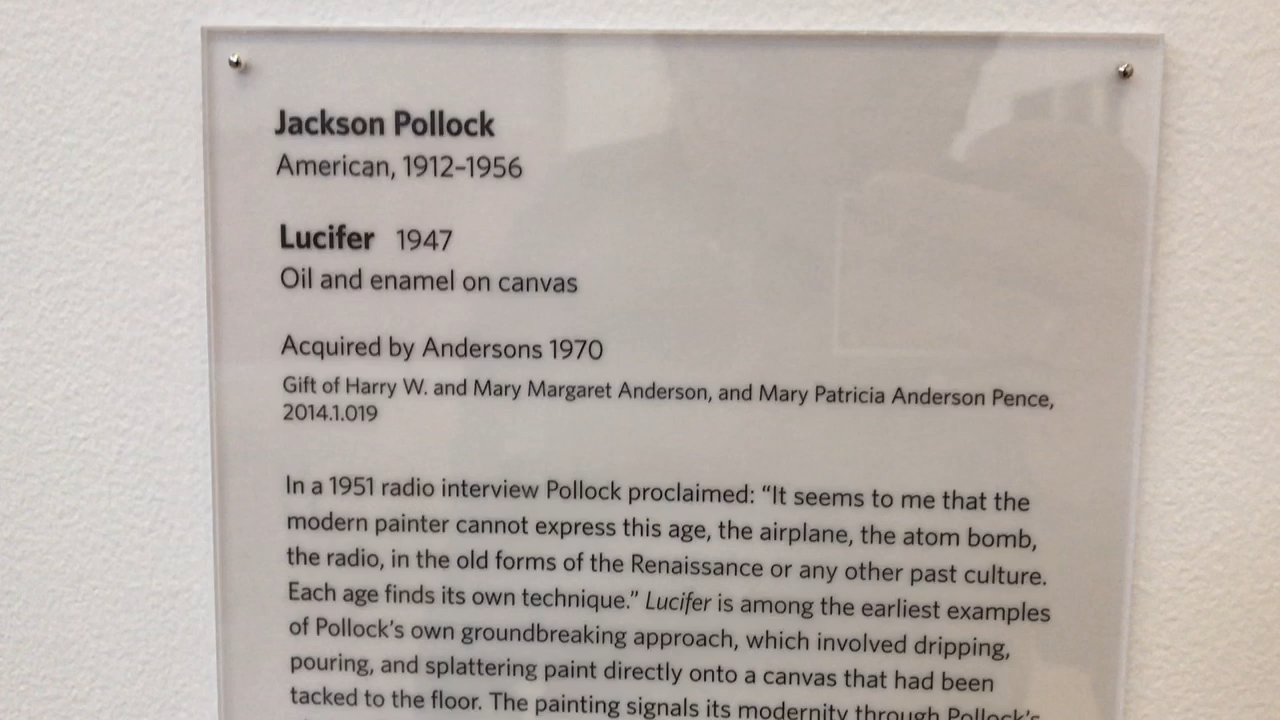 Jackson Pollock
American, 1912–1956
Lucifer 1947
Oil and enamel on canvas
Acquired by Andersons 1970
Gift of Harry W. and Mary Margaret Anderson, and Mary Patricia Anderson Pence,
2014.1.019
In a 1951 radio interview Pollock proclaimed: “It seems to me that the
modern painter cannot express this age, the airplane, the atom bomb,
the radio, in the old forms of the Renaissance or any other past culture.
Each age finds its own technique.” Lucifer is among the earliest examples
of Pollock’s own groundbreaking approach, which involved dripping,
pouring, and splattering paint directly onto a canvas that had been
tacked to the floor. The painting signals its modernity through Pollock’s